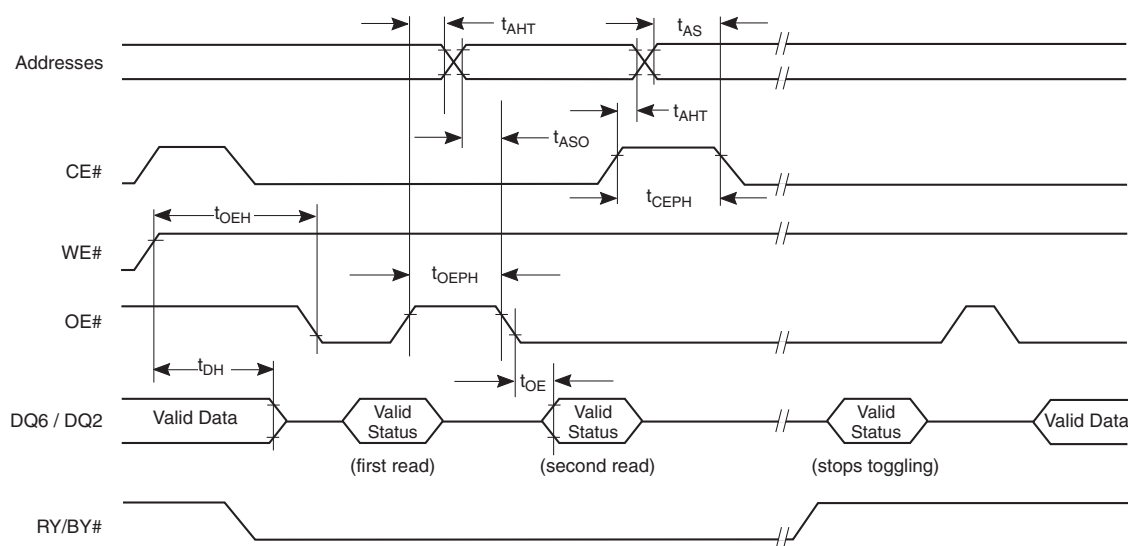 tAHT
tAS
Addresses
tAHT
tASO
CE#
tCEPH
tOEH
WE#
tOEPH
OE#
tDH
tOE
DQ6 / DQ2
Valid Data
Valid
Status
Valid
Status
Valid
Status
Valid Data
(first read)
(second read)
(stops toggling)
RY/BY#